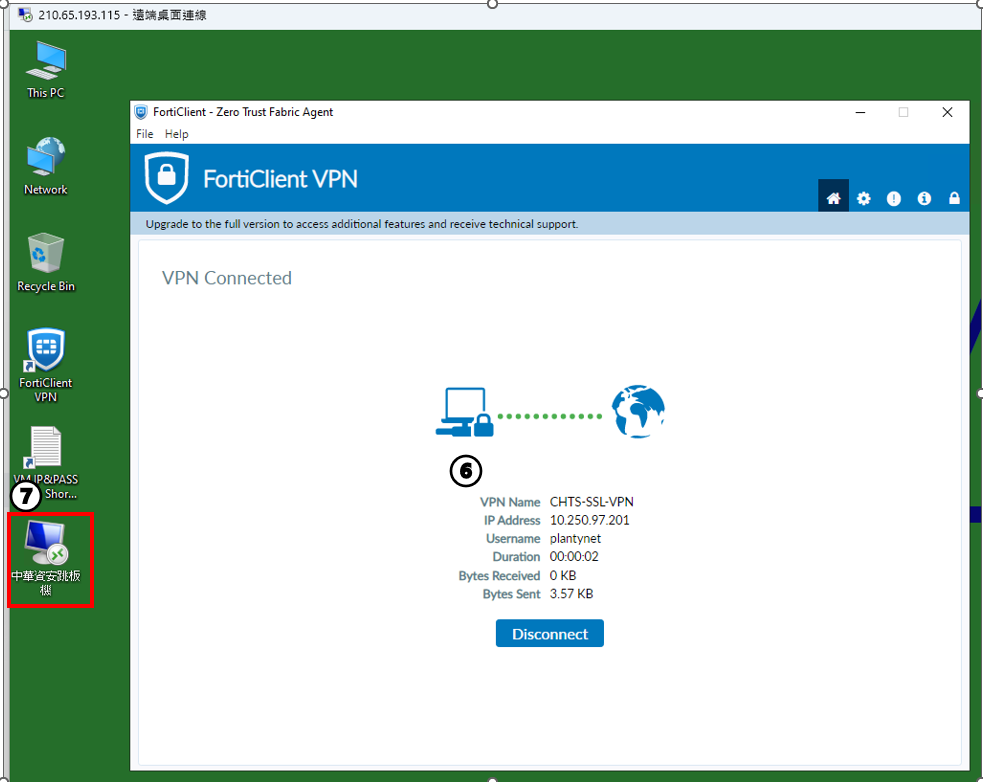 210.65.193.115 - 遠端桌面連線
This PC
Network
Recycle Bin
FortiClient
VPN
VM IP&PASS
Shor...
7
中華資安跳板
機
FortiClient - Zero Trust Fabric Agent
File Help
FortiClient VPN
Upgrade to the full version to access additional features and receive technical support.
VPN Connected
6
VPN Name CHTS-SSL-VPN
IP Address 10.250.97.201
Username plantynet
Duration 00:00:02
Bytes Received 0 KB
Bytes Sent 3.57 KB
Disconnect